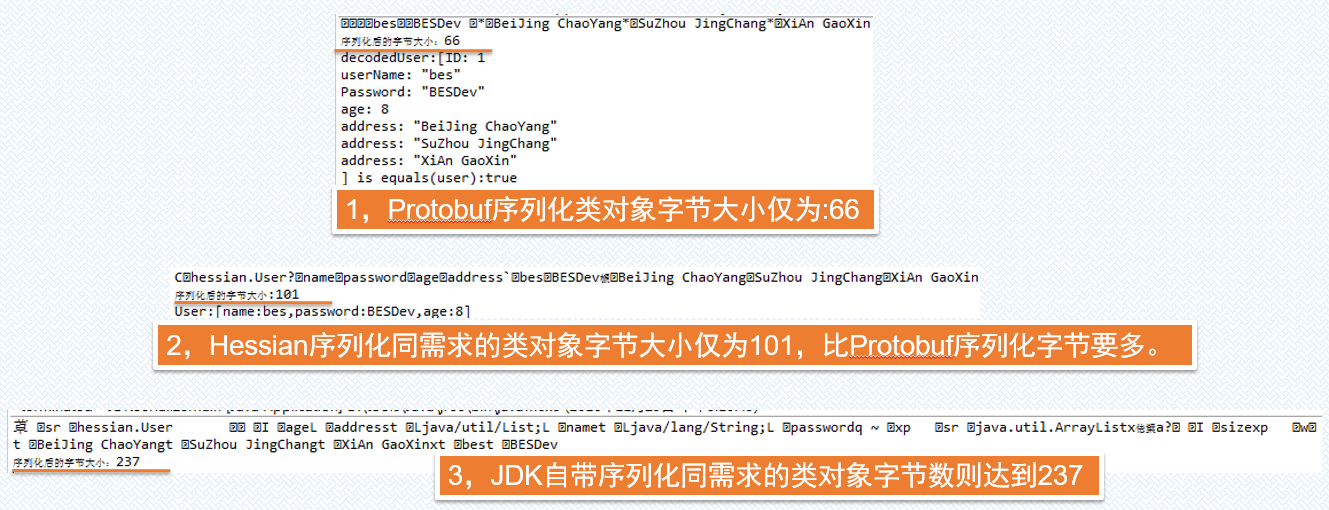 bes BESDev * BeiJing ChaoYang* SuZhou JingChang* XiAn GaoXin
序列化后的字节大小：66
decodedUser:[ID: 1
userName: "bes"
Password: "BESDev"
age: 8
address: "BeiJing ChaoYang"
address: "SuZhou JingChang"
address: "XiAn GaoXin"
] is equals(user):true
1，Protobuf序列化类对象字节大小仅为:66
C hessian.User? name password age address` bes BESDev BeiJing ChaoYang SuZhou JingChang XiAn GaoXin
序列化后的字节大小:101
User:[name:bes,password:BESDev,age:8]
2，Hessian序列化同需求的类对象字节大小仅为101，比Protobuf序列化字节要多。
sr hessian.User I ageL addresst Ljava/util/List;L namet Ljava/lang/String;L passwordq ~ xp sr java.util.ArrayListx a? I sizexp w
t BeiJing ChaoYangt SuZhou JingChangt XiAn GaoXinxt best BESDev
序列化后的字节大小：237
3，JDK自带序列化同需求的类对象字节数则达到237